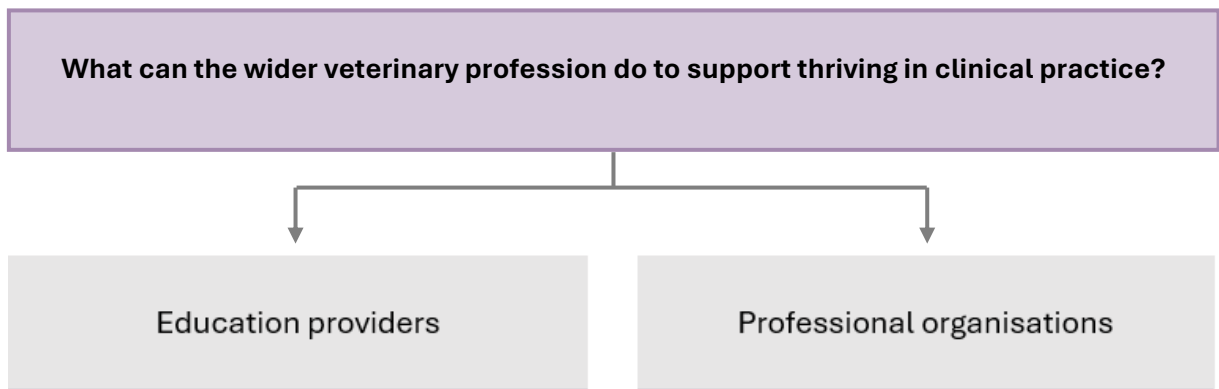 What can the wider veterinary profession do to support thriving in clinical practice?
Education providers
Professional organisations